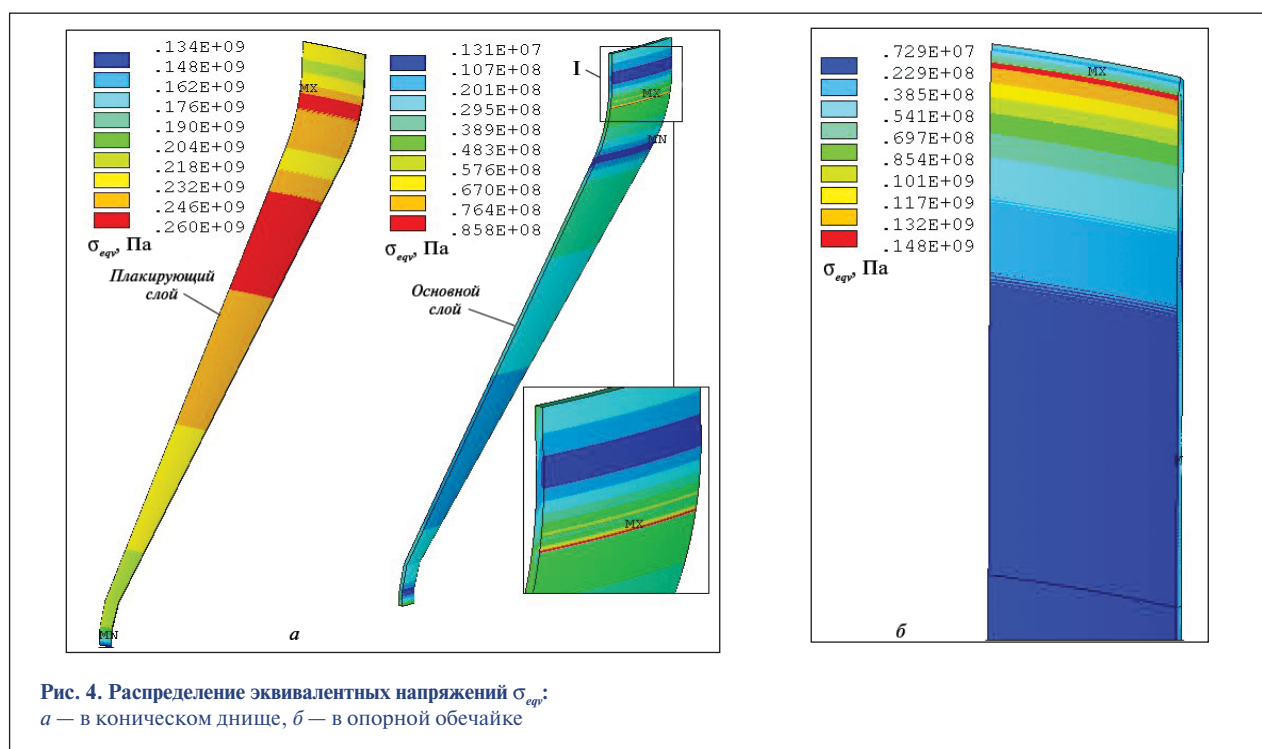 .134E+09
.148E+09
.162E+09
.176E+09
.190E+09
.204E+09
.218E+09
.232E+09
.246E+09
.260E+09
σeqv, Па
Плакирующий
слой
MX
MN
.131E+07
.107E+08
.201E+08
.295E+08
.389E+08
.483E+08
.576E+08
.670E+08
.764E+08
.858E+08
σeqv, Па
Основной
слой
I
MX
MN
MX
а
.729E+07
.229E+08
.385E+08
.541E+08
.697E+08
.854E+08
.101E+09
.117E+09
.132E+09
.148E+09
σeqv, Па
MX
б
Рис. 4. Распределение эквивалентных напряжений σeqv:
а — в коническом днище, б — в опорной обечайке